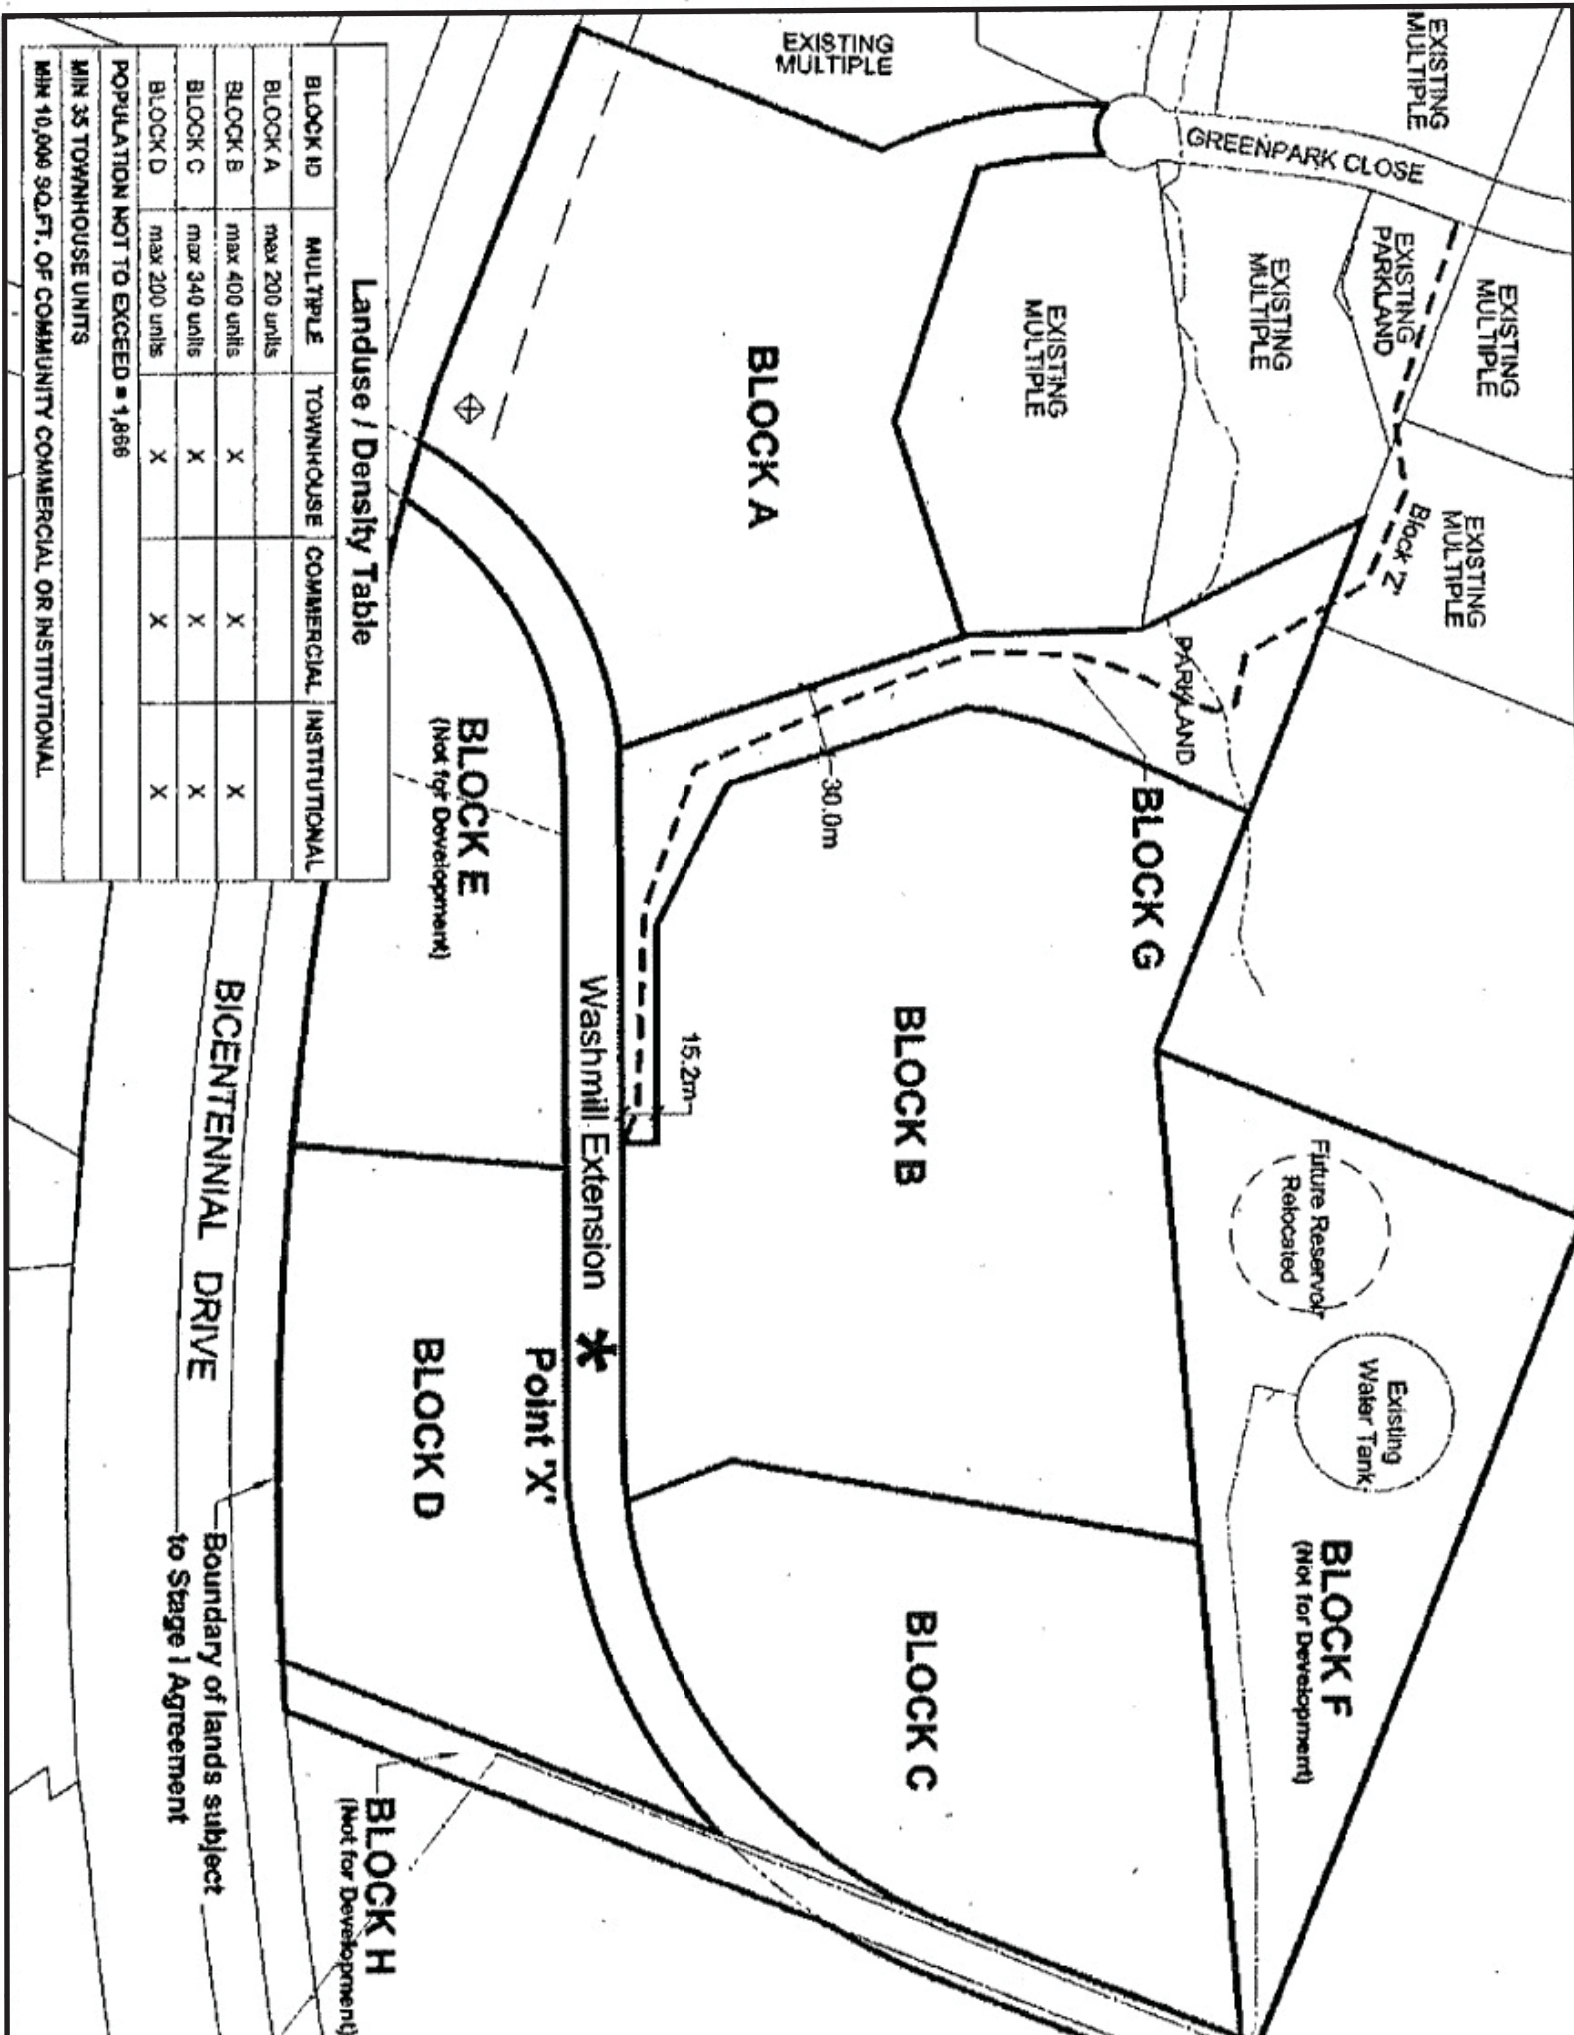 EXISTING
MULTIPLE
EXISTING
MULTIPLE
GREENPARK CLOSE
EXISTING
PARKLAND
EXISTING
MULTIPLE
EXISTING
MULTIPLE
EXISTING
MULTIPLE
EXISTING
MULTIPLE
Block 'Z'
PARKLAND
BLOCK A
30.0m
BLOCK G
BLOCK B
15.2m
Future Reservoir
Relocated
Existing
Water Tank
BLOCK F
(Not for Development)
BLOCK C
Washmill Extension
*
Point 'X'
BLOCK E
(Not for Development)
BLOCK D
BLOCK H
(Not for Development)
BICENTENNIAL DRIVE
Boundary of lands subject
to Stage I Agreement
Landuse / Density Table
BLOCK ID MULTIPLE TOWNHOUSE COMMERCIAL INSTITUTIONAL
BLOCK A max 200 units
BLOCK B max 400 units X X X
BLOCK C max 340 units X X X
BLOCK D max 200 units X X X
POPULATION NOT TO EXCEED = 1,866
MIN 35 TOWNHOUSE UNITS
MIN 10,000 SQ.FT. OF COMMUNITY COMMERCIAL OR INSTITUTIONAL